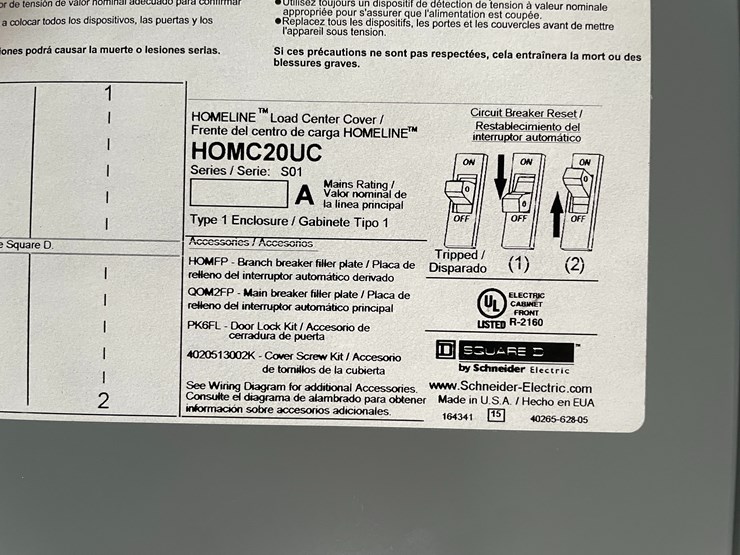 or de tensión de valor nominal adecuado para confirmar
a colocar todos los dispositivos, las puertas y los
iones podrá causar la muerte o lesiones serias.
●Utilisez toujours un dispositif de détection de tension à valeur nominale
appropriée pour s'assurer que l'alimentation est coupée.
●Replacez tous les dispositifs, les portes et les couvercles avant de mettre
l'appareil sous tension.
Si ces précautions ne sont pas respectées, cela entraînera la mort ou des
blessures graves.
1
e Square D.
2
HOMELINE™ Load Center Cover /
Frente del centro de carga HOMELINE™
HOMC20UC
Series / Serie: S01
A Mains Rating /
Valor nominal de
la línea principal
Type 1 Enclosure / Gabinete Tipo 1
Accessories / Accesorios
HOMFP - Branch breaker filler plate / Placa de
relleno del interruptor automático derivado
QOM2FP - Main breaker filler plate / Placa de
relleno del interruptor automático principal
PK6FL - Door Lock Kit / Accesorio de
cerradura de puerta
4020513002K - Cover Screw Kit / Accesorio
de tornillos de la cubierta
See Wiring Diagram for additional Accessories.
Consulte el diagrama de alambrado para obtener
información sobre accesorios adicionales.
Circuit Breaker Reset /
Restablecimiento del
interruptor automático
ON ON ON
OFF OFF OFF
Tripped /
Disparado (1) (2)
UL LISTED
ELECTRIC
CABINET
FRONT
R-2160
D SQUARE D™
by Schneider Electric
www.Schneider-Electric.com
Made in U.S.A. / Hecho en EUA
164341 15 40265-628-05